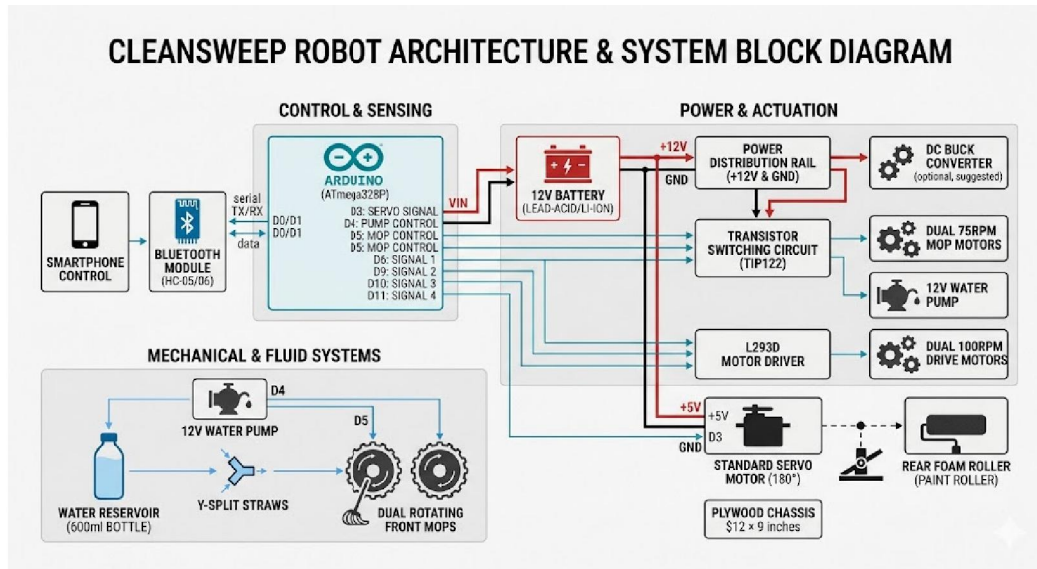 CLEANSWEEP ROBOT ARCHITECTURE & SYSTEM BLOCK DIAGRAM
CONTROL & SENSING
POWER & ACTUATION
SMARTPHONE
CONTROL
BLUETOOTH
MODULE
(HC-05/06)
serial
TX/RX
data
D0/D1
D0/D1
ARDUINO
(ATmega328P)
D3: SERVO SIGNAL
D4: PUMP CONTROL
D5: MOP CONTROL
D5: MOP CONTROL
D6: SIGNAL 1
D9: SIGNAL 2
D10: SIGNAL 3
D11: SIGNAL 4
VIN
12V BATTERY
(LEAD-ACID/LI-ION)
+12V
GND
POWER
DISTRIBUTION RAIL
(+12V & GND)
DC BUCK
CONVERTER
(optional, suggested)
TRANSISTOR
SWITCHING CIRCUIT
(TIP122)
DUAL 75RPM
MOP MOTORS
12V WATER
PUMP
L293D
MOTOR DRIVER
DUAL 100RPM
DRIVE MOTORS
+5V
+5V
D3
GND
STANDARD SERVO
MOTOR (180°)
REAR FOAM ROLLER
(PAINT ROLLER)
PLYWOOD CHASSIS
$12 × 9 inches
MECHANICAL & FLUID SYSTEMS
12V WATER PUMP
D4
D5
WATER RESERVOIR
(600ml BOTTLE)
Y-SPLIT STRAWS
DUAL ROTATING
FRONT MOPS